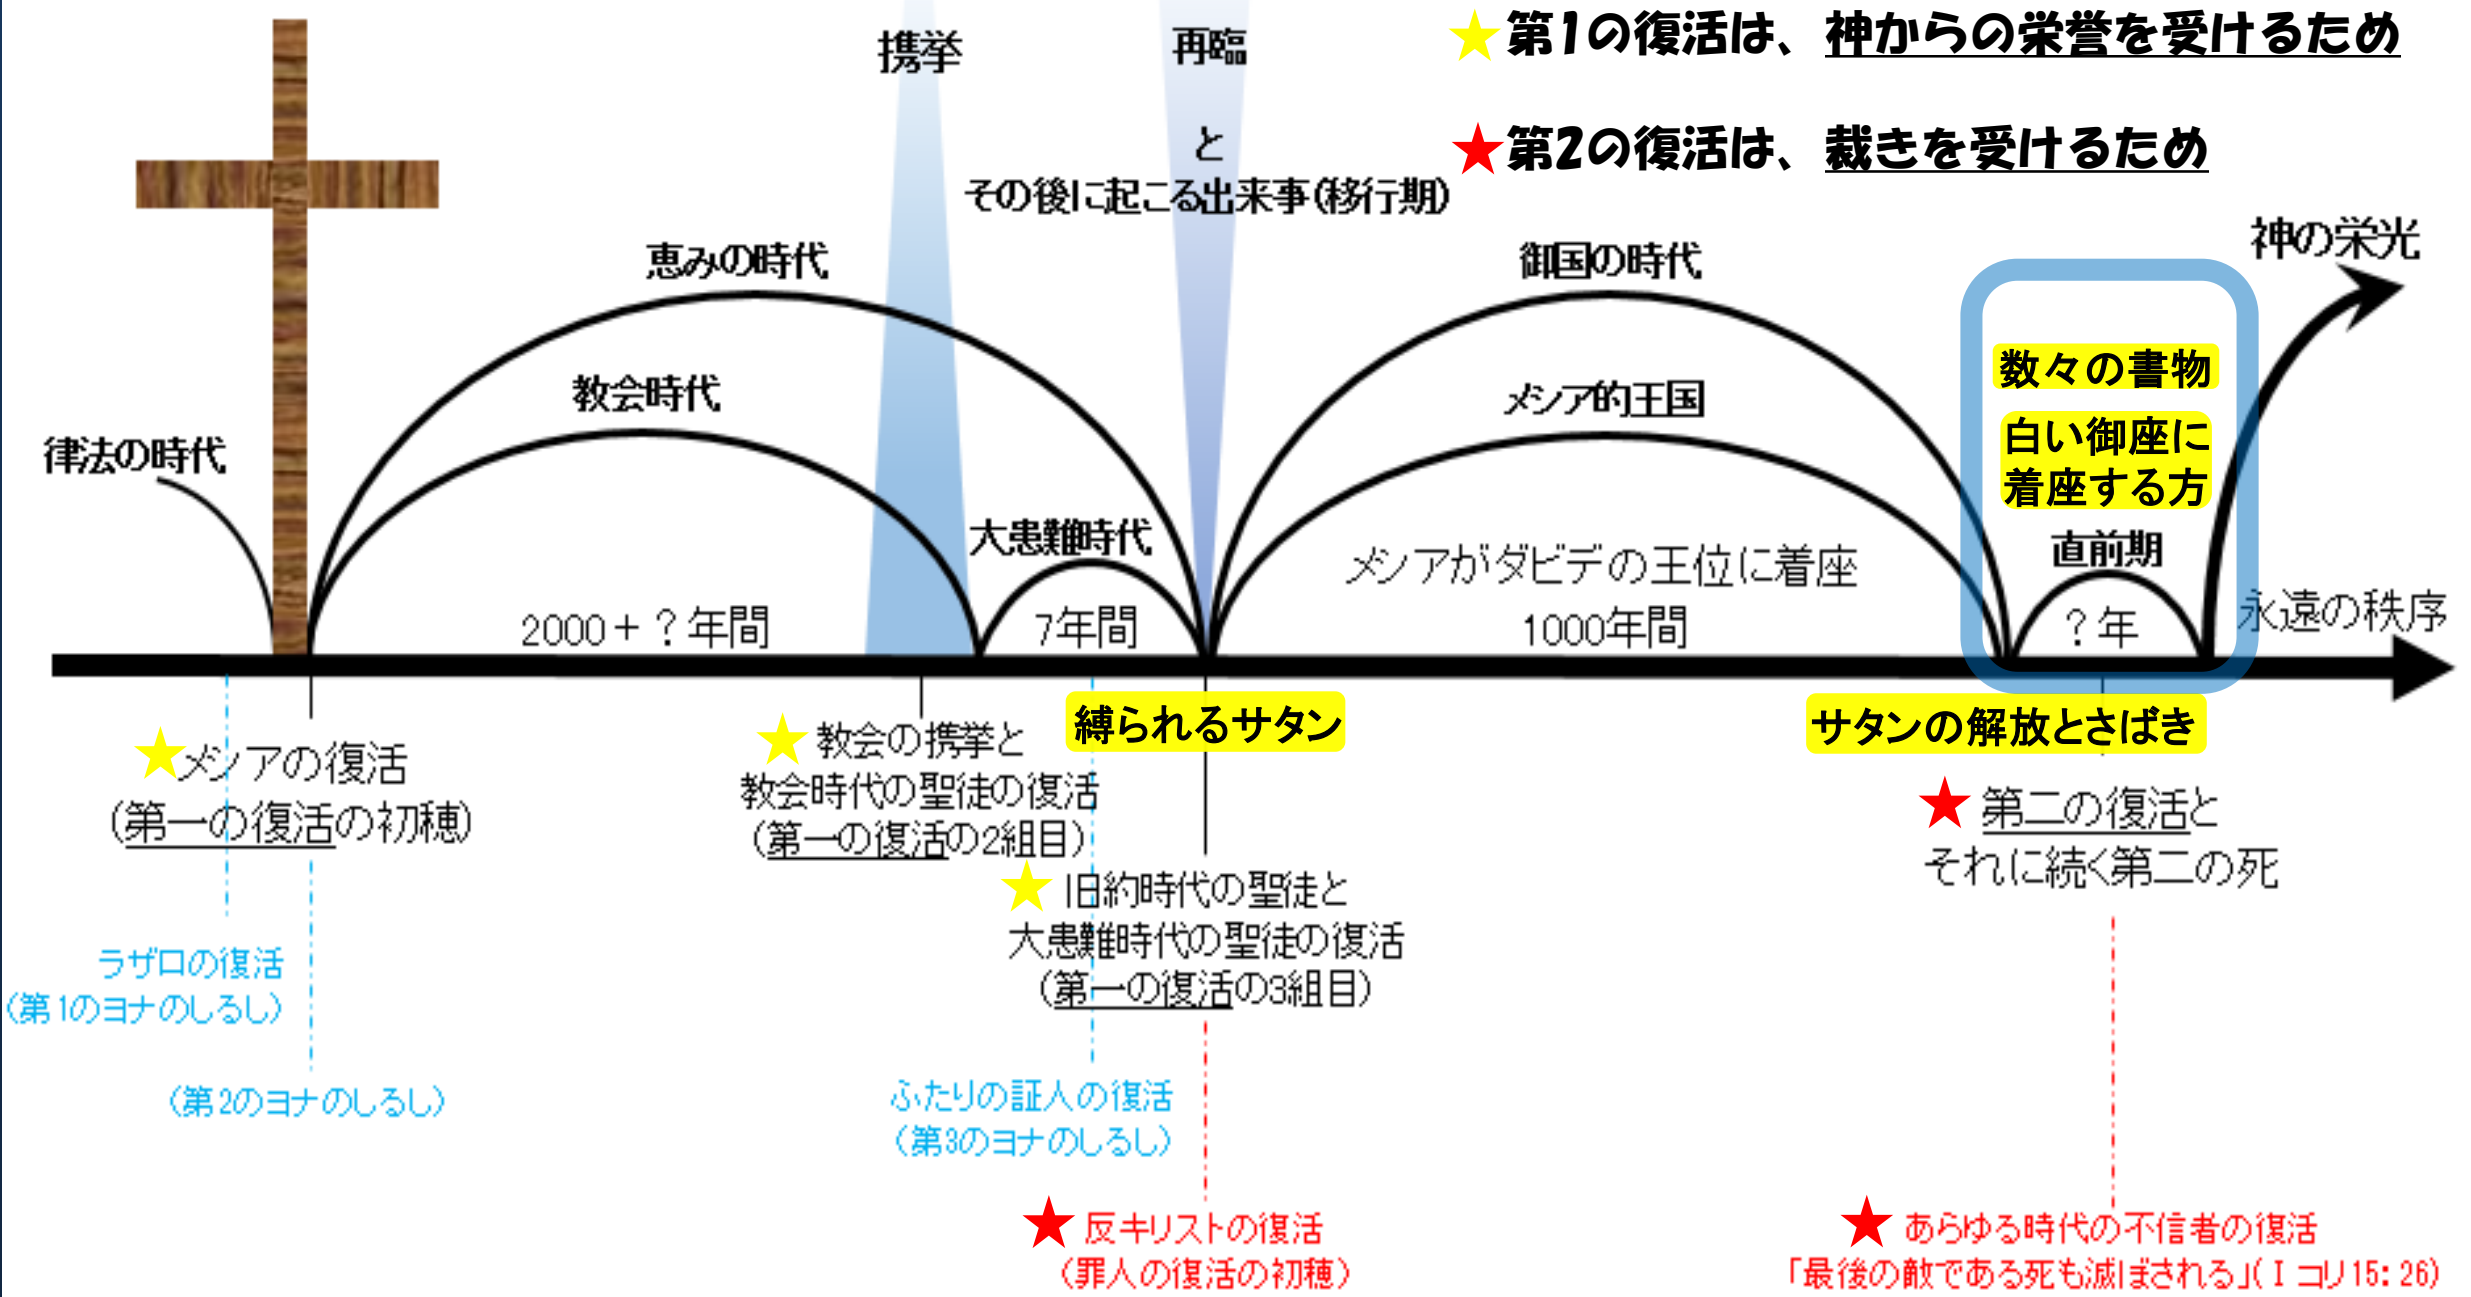 携挙
再臨
と
その後に起こる出来事(移行期)
★第1の復活は、神からの栄誉を受けるため
★第2の復活は、裁きを受けるため
神の栄光
恵みの時代
御国の時代
教会時代
メシア的王国
律法の時代
数々の書物
白い御座に
着座する方
大患難時代
直前期
メシアがダビデの王位に着座
2000+?年間
7年間
1000年間
?年
永遠の秩序
★メシアの復活
(第一の復活の初穂)
★教会の携挙と
教会時代の聖徒の復活
(第一の復活の2組目)
縛られるサタン
サタンの解放とさばき
★旧約時代の聖徒と
大患難時代の聖徒の復活
(第一の復活の3組目)
★第二の復活と
それに続く第二の死
ラザロの復活
(第1のヨナのしるし)
(第2のヨナのしるし)
ふたりの証人の復活
(第3のヨナのしるし)
★反キリストの復活
(罪人の復活の初穂)
★あらゆる時代の不信者の復活
「最後の敵である死も滅ぼされる」(Ⅰコリ15:26)